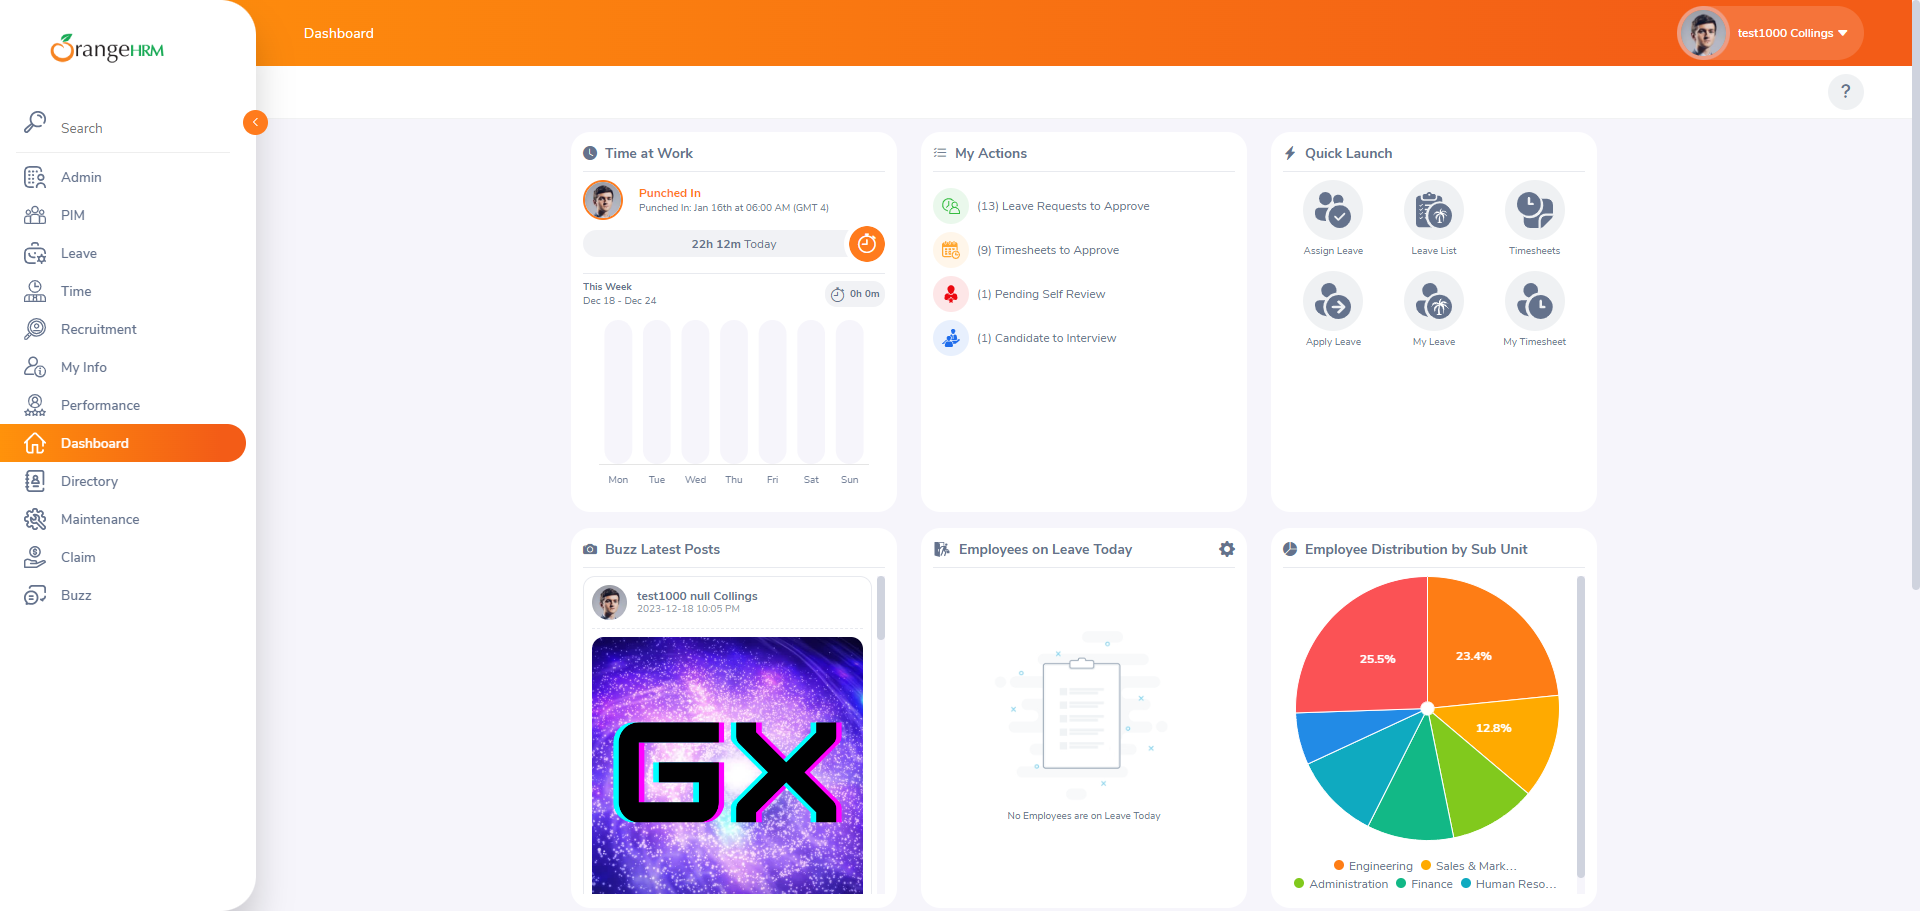 OrangeHRM
Dashboard
test1000 Collings
?
Search
Admin
PIM
Leave
Time
Recruitment
My Info
Performance
Dashboard
Directory
Maintenance
Claim
Buzz
Time at Work
Punched In
Punched In: Jan 16th at 06:00 AM (GMT 4)
22h 12m Today
This Week
Dec 18 - Dec 24
0h 0m
Mon Tue Wed Thu Fri Sat Sun
My Actions
(13) Leave Requests to Approve
(9) Timesheets to Approve
(1) Pending Self Review
(1) Candidate to Interview
Quick Launch
Assign Leave Leave List Timesheets
Apply Leave My Leave My Timesheet
Buzz Latest Posts
test1000 null Collings
2023-12-18 10:05 PM
GX
Employees on Leave Today
No Employees are on Leave Today
Employee Distribution by Sub Unit
25.5% 23.4%
12.8%
Engineering Sales & Mark...
Administration Finance Human Reso...